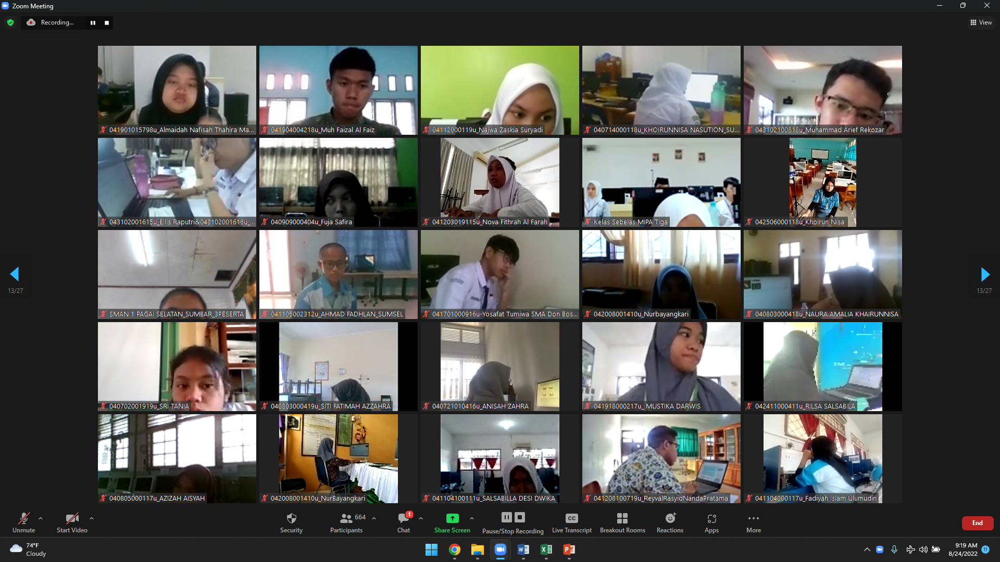 Zoom Meeting
Recording...
View
041901015798u_Almaidah Nafisah Thahira Ma...
041904004218u_Muh Faizal Al Faiz
04112000119u_Najwa Zaskia Suryadi
040714000118u_KHOIRUNNISA NASUTION_SU...
043102100818u_Muhammad Arief Rekozar
043102001615u_Ellis Raputri&043102001616u_...
040909000404u_Fuja Safira
041203019115u_Nova Fithrah Al Farah
Kelas Sebelas MIPA Tiga
042506000118u_Khoirun Nisa'
SMAN 1 PAGAI SELATAN_SUMBAR_3PESERTA
041105002312u_AHMAD FADHLAN_SUMSEL
041701000916u-Yosafat Tumiwa SMA Don Bos...
042008001410u_Nurbayangkari
040803000418u_NAURA AMALIA KHAIRUNNISA
13/27
13/27
040702001919u_SRI TANIA
040803000419u_SITI FATIMAH AZZAHRA
040721010416u_ANISAH ZAHRA
041918000217u_ MUSTIKA DARWIS
042411000411u_RILSA SALSABILA
040805000117u_AZIZAH AISYAH
042008001410u_NurBayangkari
041104100111u_SALSABILLA DESI DWIKA
041208100719u_ReyvalRasyidNandaPratama
041104000117u_Fadiyah Islam Ulumudin
Unmute
Start Video
Security
Participants 664
Chat 1
Share Screen
Pause/Stop Recording
CC
Live Transcript
Breakout Rooms
Reactions
Apps
More
End
74°F
Cloudy
9:19 AM
8/24/2022
11